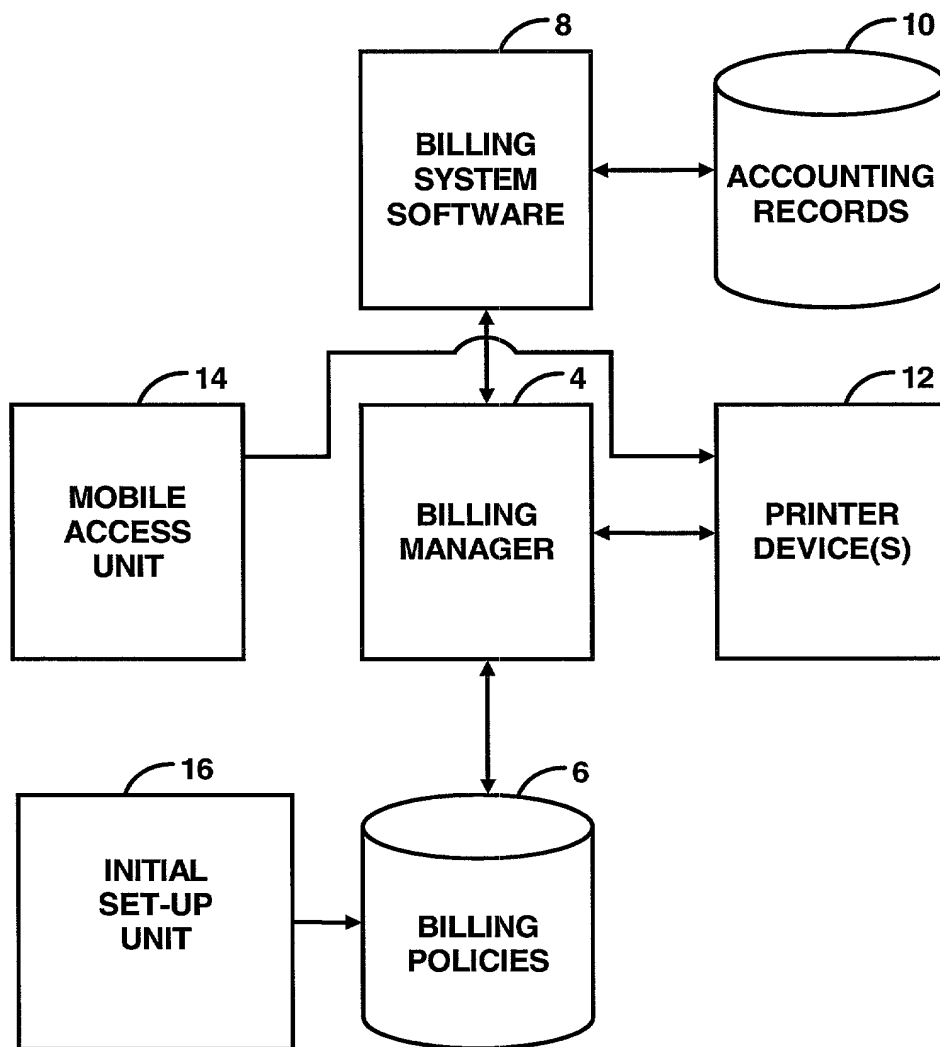 8
10
BILLING
SYSTEM
SOFTWARE
ACCOUNTING
RECORDS
14
4
12
MOBILE
ACCESS
UNIT
BILLING
MANAGER
PRINTER
DEVICE(S)
16
6
INITIAL
SET-UP
UNIT
BILLING
POLICIES